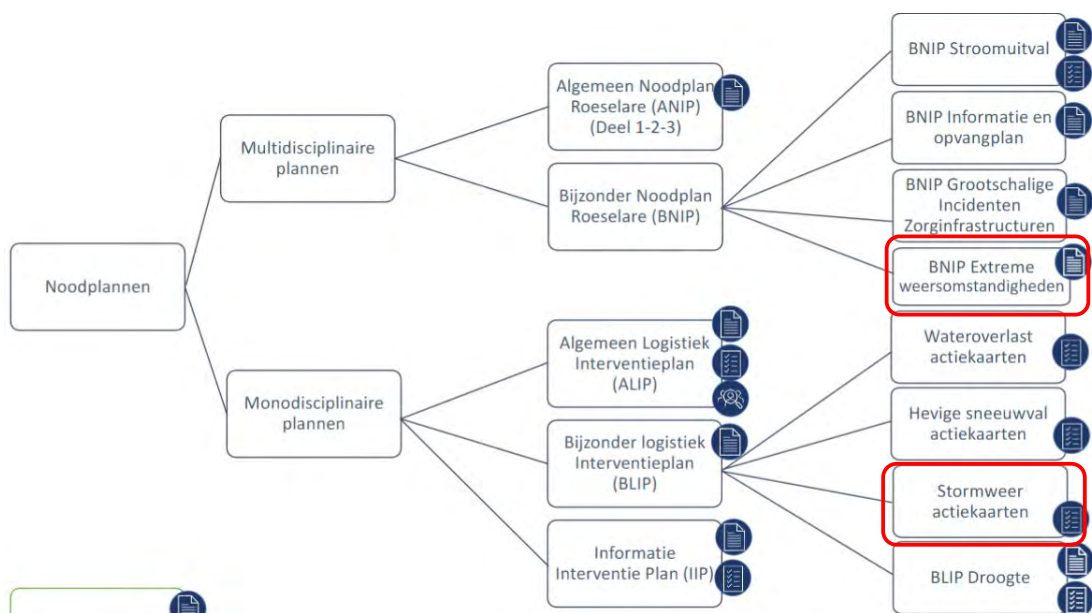 Noodplannen
Multidisciplinaire
plannen
Monodisciplinaire
plannen
Algemeen Noodplan
Roeselare (ANIP)
(Deel 1-2-3)
Bijzonder Noodplan
Roeselare (BNIP)
Algemeen Logistiek
Interventieplan
(ALIP)
Bijzonder logistiek
Interventieplan
(BLIP)
Informatie
Interventie Plan (IIP)
BNIP Stroomuitval
BNIP Informatie en
opvangplan
BNIP Grootschalige
Incidenten
Zorginfrastructuren
BNIP Extreme
weersomstandigheden
Wateroverlast
actiekaarten
Hevige sneeuwval
actiekaarten
Stormweer
actiekaarten
BLIP Droogte